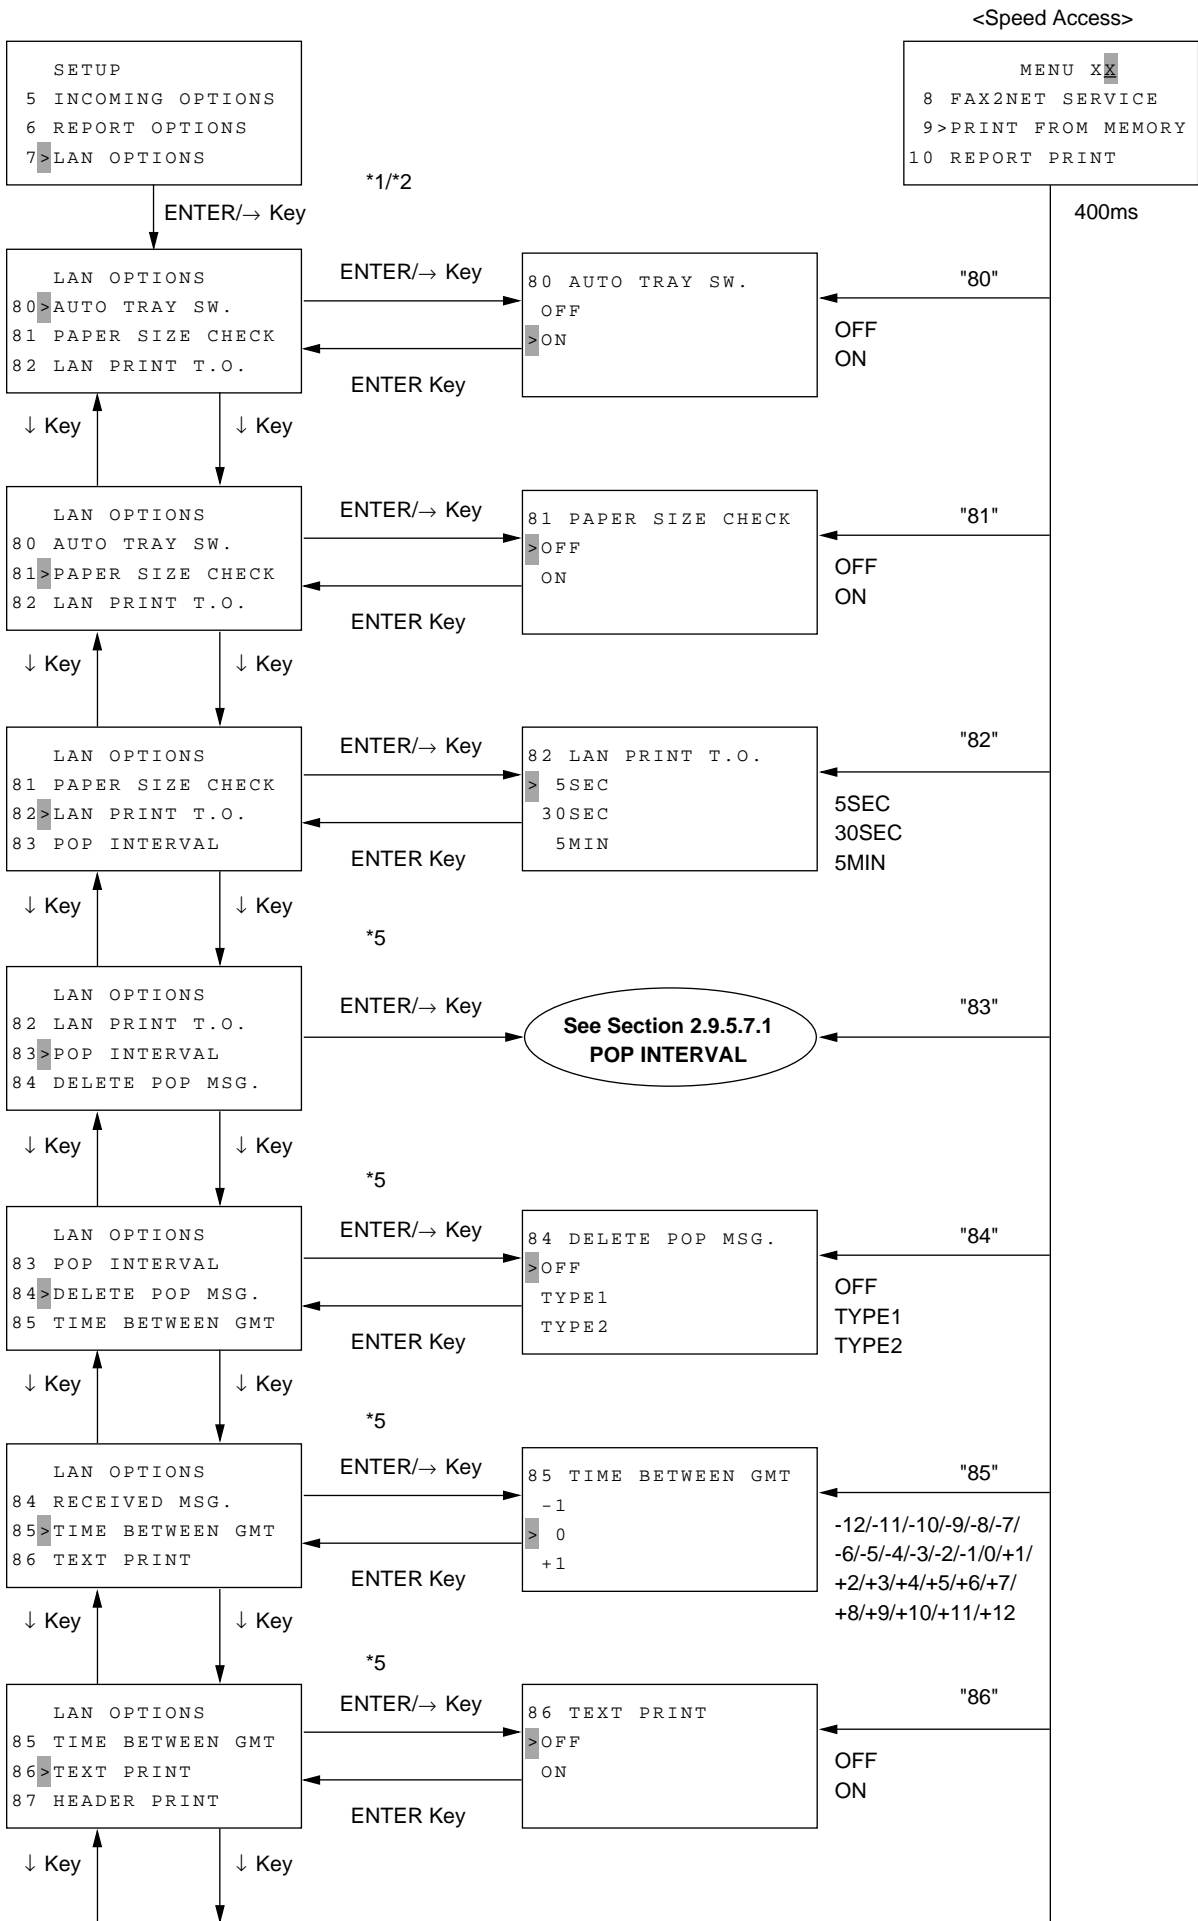 <Speed Access>
SETUP
5 INCOMING OPTIONS
6 REPORT OPTIONS
7>LAN OPTIONS
MENU XX
8 FAX2NET SERVICE
9>PRINT FROM MEMORY
10 REPORT PRINT
*1/*2
ENTER/→ Key
400ms
LAN OPTIONS
80>AUTO TRAY SW.
81 PAPER SIZE CHECK
82 LAN PRINT T.O.
ENTER/→ Key
ENTER Key
80 AUTO TRAY SW.
OFF
>ON
"80"
OFF
ON
↓ Key
↓ Key
LAN OPTIONS
80 AUTO TRAY SW.
81>PAPER SIZE CHECK
82 LAN PRINT T.O.
ENTER/→ Key
ENTER Key
81 PAPER SIZE CHECK
>OFF
ON
"81"
OFF
ON
↓ Key
↓ Key
LAN OPTIONS
81 PAPER SIZE CHECK
82>LAN PRINT T.O.
83 POP INTERVAL
ENTER/→ Key
ENTER Key
82 LAN PRINT T.O.
> 5SEC
30SEC
5MIN
"82"
5SEC
30SEC
5MIN
↓ Key
↓ Key
*5
LAN OPTIONS
82 LAN PRINT T.O.
83>POP INTERVAL
84 DELETE POP MSG.
ENTER/→ Key
See Section 2.9.5.7.1
POP INTERVAL
"83"
↓ Key
↓ Key
*5
LAN OPTIONS
83 POP INTERVAL
84>DELETE POP MSG.
85 TIME BETWEEN GMT
ENTER/→ Key
ENTER Key
84 DELETE POP MSG.
>OFF
TYPE1
TYPE2
"84"
OFF
TYPE1
TYPE2
↓ Key
↓ Key
*5
LAN OPTIONS
84 RECEIVED MSG.
85>TIME BETWEEN GMT
86 TEXT PRINT
ENTER/→ Key
ENTER Key
85 TIME BETWEEN GMT
-1
> 0
+1
"85"
-12/-11/-10/-9/-8/-7/
-6/-5/-4/-3/-2/-1/0/+1/
+2/+3/+4/+5/+6/+7/
+8/+9/+10/+11/+12
↓ Key
↓ Key
*5
LAN OPTIONS
85 TIME BETWEEN GMT
86>TEXT PRINT
87 HEADER PRINT
ENTER/→ Key
ENTER Key
86 TEXT PRINT
>OFF
ON
"86"
OFF
ON
↓ Key
↓ Key